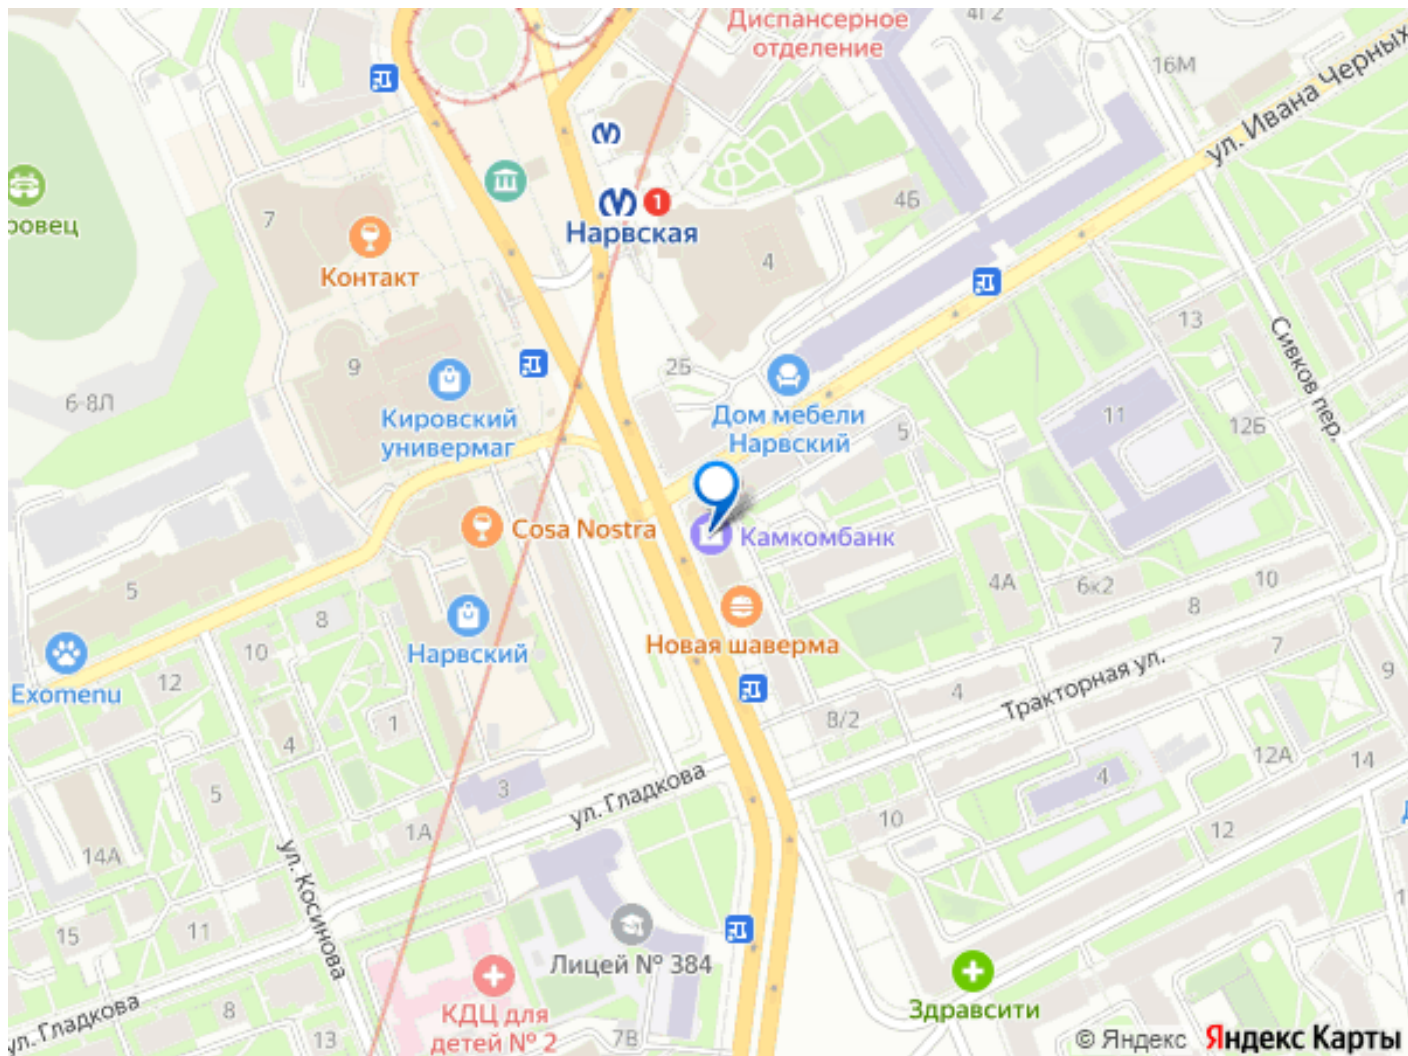 Диспансерное
отделение
4Г2
16М
ул. Ивана Черных
1
Нарвская
ровец
7
Контакт
4Б
4
13
Сивков пер.
9
2Б
6-8Л
Кировский
универмаг
Дом мебели
Нарвский
5
11
12Б
Cosa Nostra
Камкомбанк
5
8
4А
6к2
10
8
Нарвский
Новая шаверма
Exomenu
12
10
1
4
7
9
4
Тракторная ул.
8/2
3
ул. Гладкова
5
1А
14А
10
4
12А
14
12
ул. Косинова
15
11
Лицей № 384
8
13
ул. Гладкова
КДЦ для
детей № 2
7В
Здравсити
© Яндекс Яндекс Карты